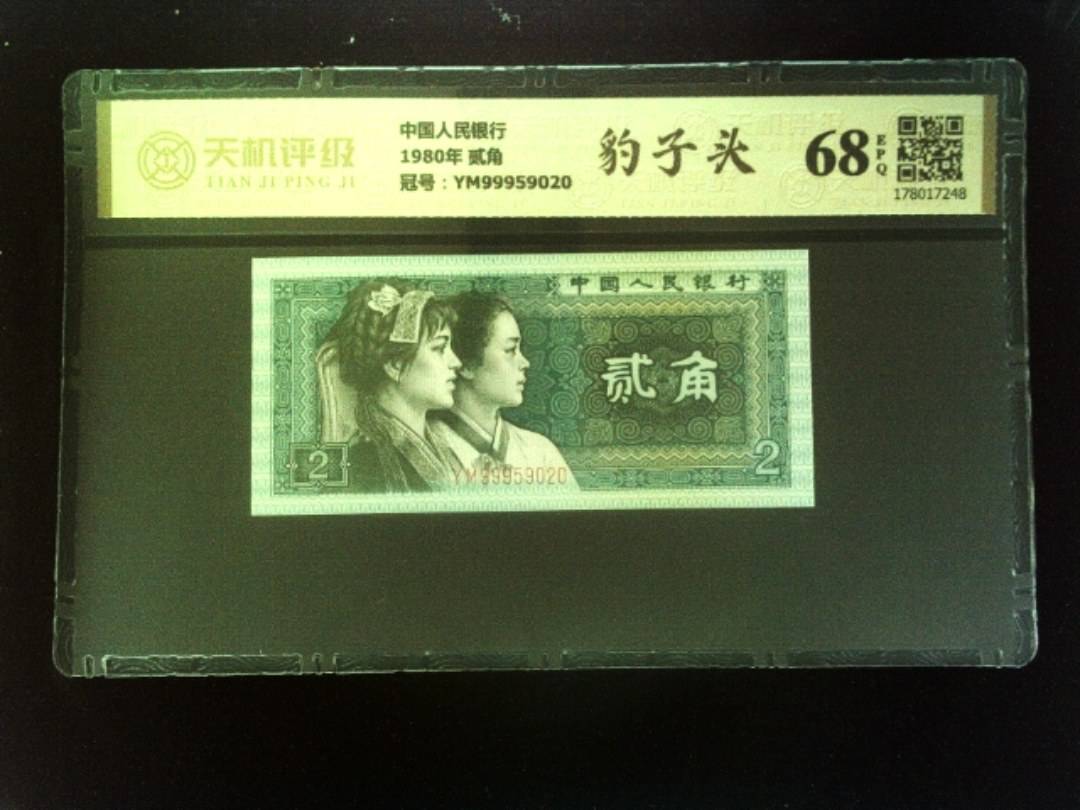 天机评级
TIAN JI PING JI
中国人民银行
1980年 贰角
冠号：YM99959020
豹子头
68
EPQ
178017248
中国人民银行
贰角
2
2
YM99959020